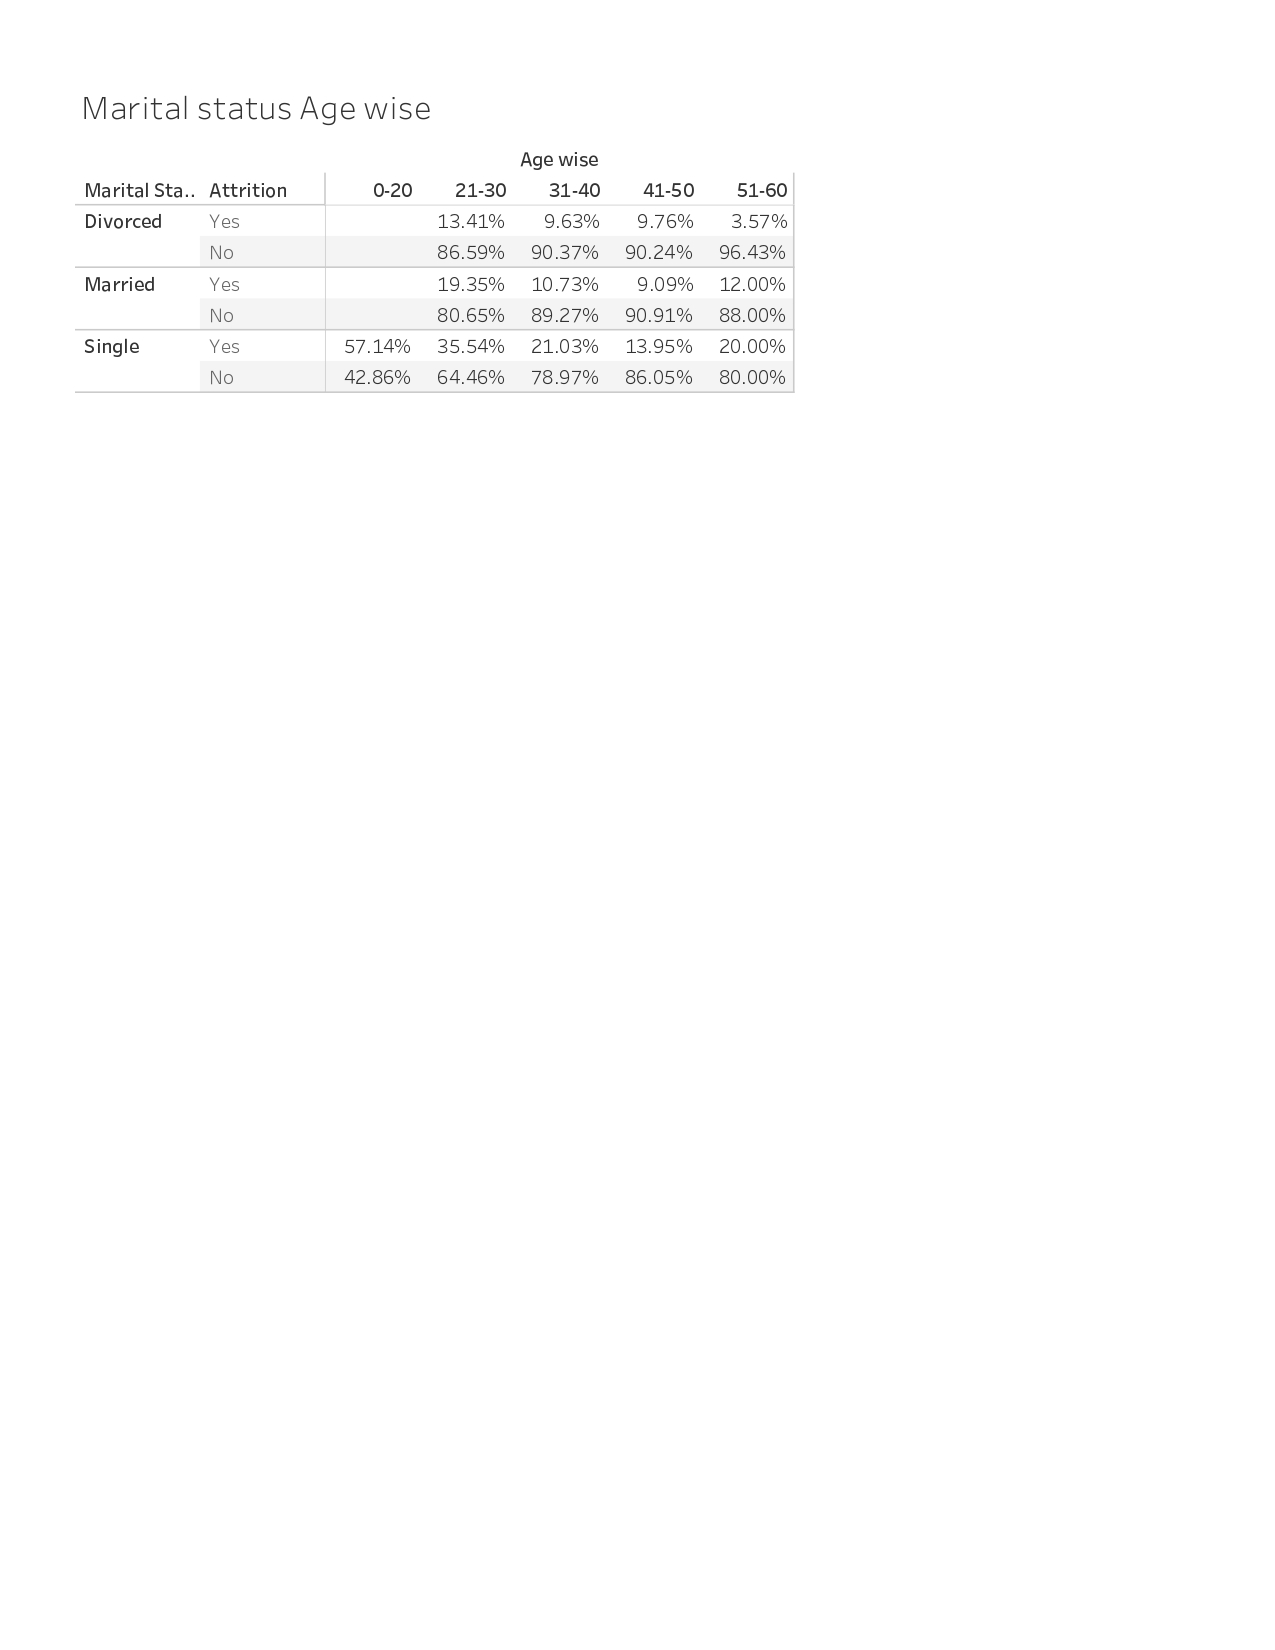 Marital status Age wise
Age wise
Marital Sta.. Attrition 0-20 21-30 31-40 41-50 51-60
Divorced Yes 13.41% 9.63% 9.76% 3.57%
No 86.59% 90.37% 90.24% 96.43%
Married Yes 19.35% 10.73% 9.09% 12.00%
No 80.65% 89.27% 90.91% 88.00%
Single Yes 57.14% 35.54% 21.03% 13.95% 20.00%
No 42.86% 64.46% 78.97% 86.05% 80.00%